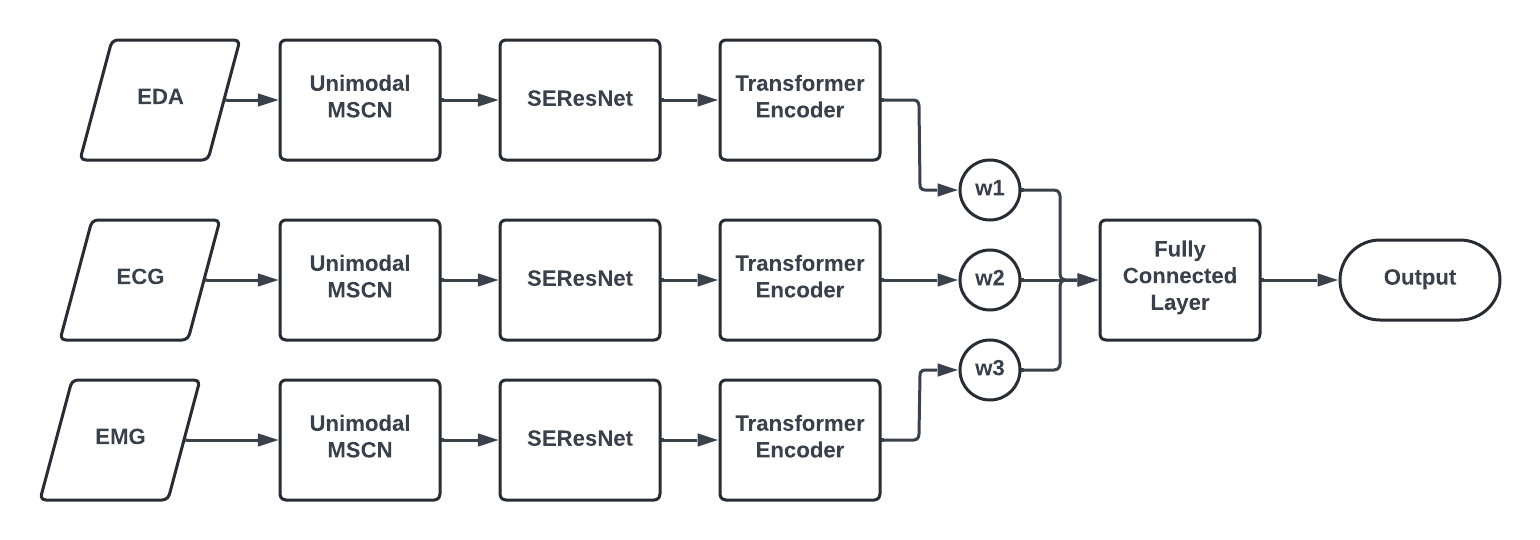 EDA
Unimodal
MSCN
SEResNet
Transformer
Encoder
w1
ECG
Unimodal
MSCN
SEResNet
Transformer
Encoder
w2
Fully
Connected
Layer
Output
EMG
Unimodal
MSCN
SEResNet
Transformer
Encoder
w3